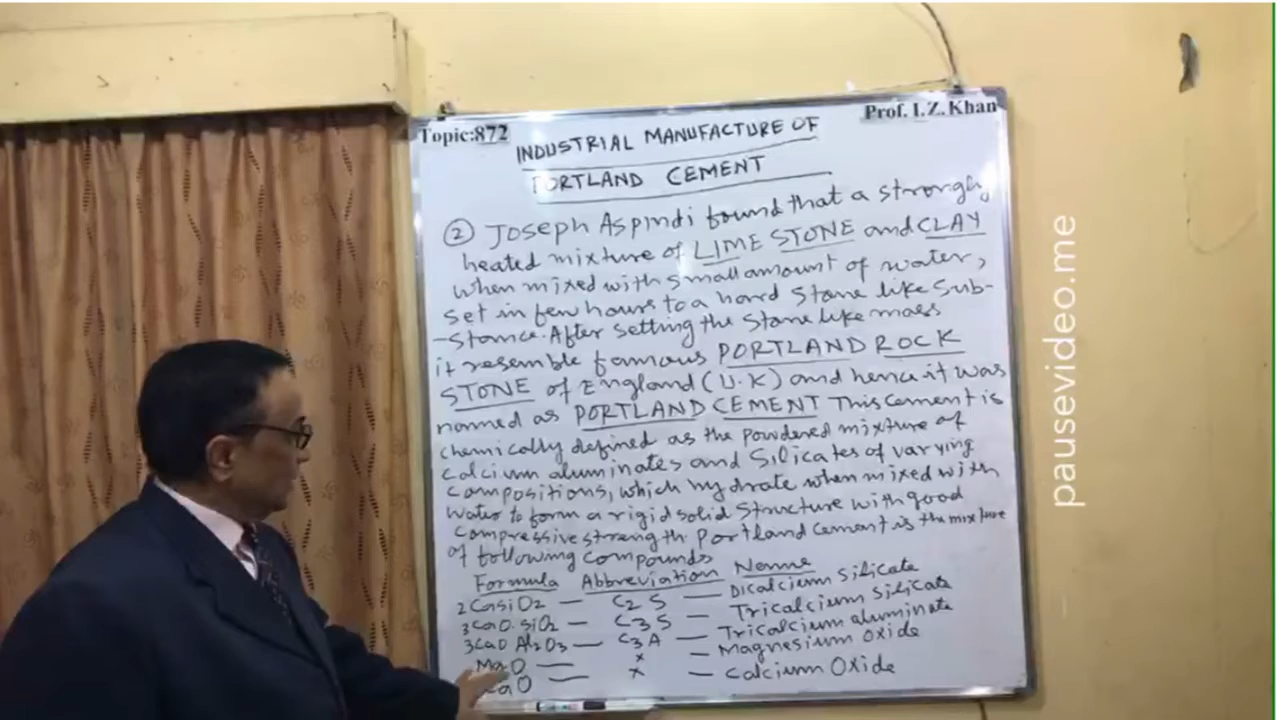 Topic:872
Prof. I.Z. Khan
INDUSTRIAL MANUFACTURE OF
PORTLAND CEMENT
② Joseph Aspindi found that a strongly
heated mixture of LIME STONE and CLAY
when mixed with small amount of water,
set in few hours to a hard stone like sub-
-stance. After setting the stone like mass
it resemble famous PORTLAND ROCK
STONE of England (U.K) and hence it was
named as PORTLAND CEMENT This cement is
chemically defined as the powdered mixture of
calcium aluminates and silicates of varying
compositions, which hydrate when mixed with
water to form a rigid solid structure with good
compressive strength. Portland cement is the mixture
of following compounds
Formula Abbreviation Name
2CaoSiO2 — C2S — Dicalcium silicate
3CaO.SiO2 — C3S — Tricalcium silicate
3CaO Al2O3 — C3A — Tricalcium aluminate
MgO — x — Magnesium Oxide
CaO — x — Calcium Oxide
pausevideo.me